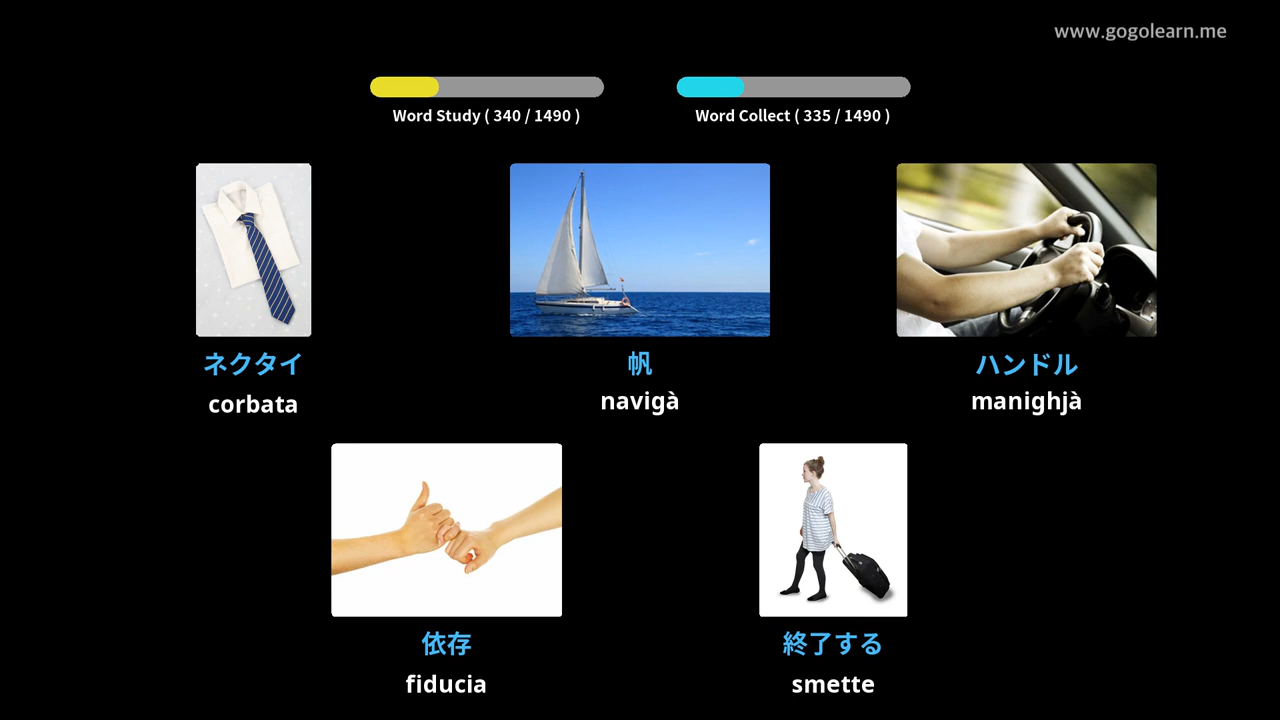 www.gogolearn.me
Word Study ( 340 / 1490 )
Word Collect ( 335 / 1490 )
ネクタイ
corbata
帆
navigà
ハンドル
manighjà
依存
fiducia
終了する
smette